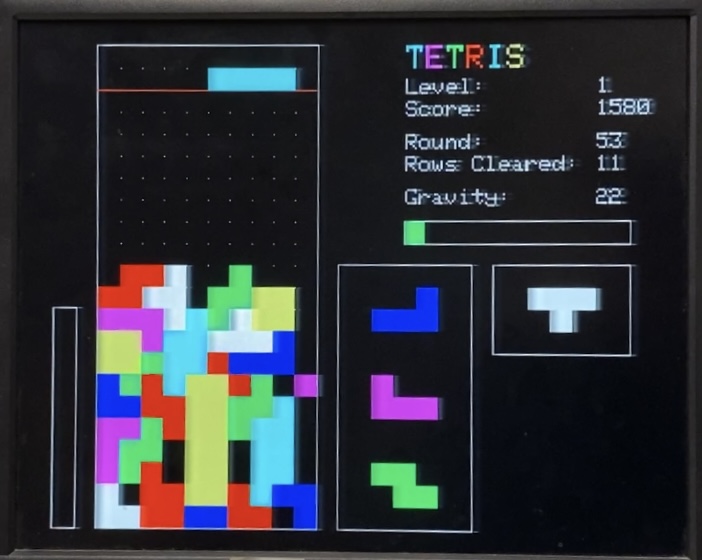 TETRIS
Level: 1
Score: 1580
Round: 53
Rows Cleared: 11
Gravity: 22